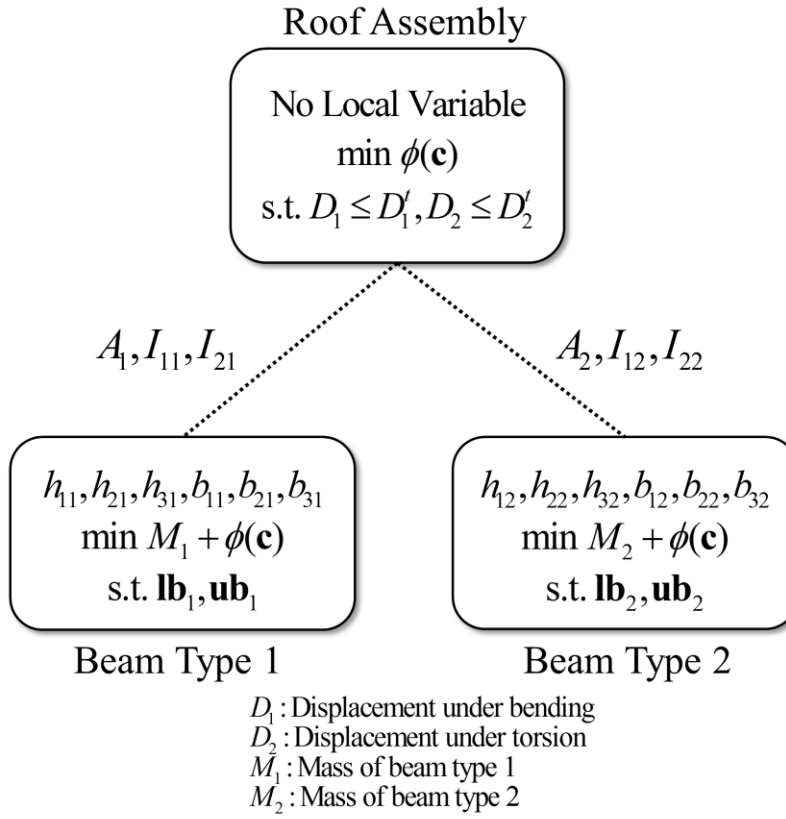 Roof Assembly
No Local Variable
min ϕ(c)
s.t. D₁ ≤ D₁ᵗ, D₂ ≤ D₂ᵗ
A₁, I₁₁, I₂₁
A₂, I₁₂, I₂₂
h₁₁, h₂₁, h₃₁, b₁₁, b₂₁, b₃₁
min M₁ + ϕ(c)
s.t. lb₁, ub₁
Beam Type 1
h₁₂, h₂₂, h₃₂, b₁₂, b₂₂, b₃₂
min M₂ + ϕ(c)
s.t. lb₂, ub₂
Beam Type 2
D₁ : Displacement under bending
D₂ : Displacement under torsion
M₁ : Mass of beam type 1
M₂ : Mass of beam type 2